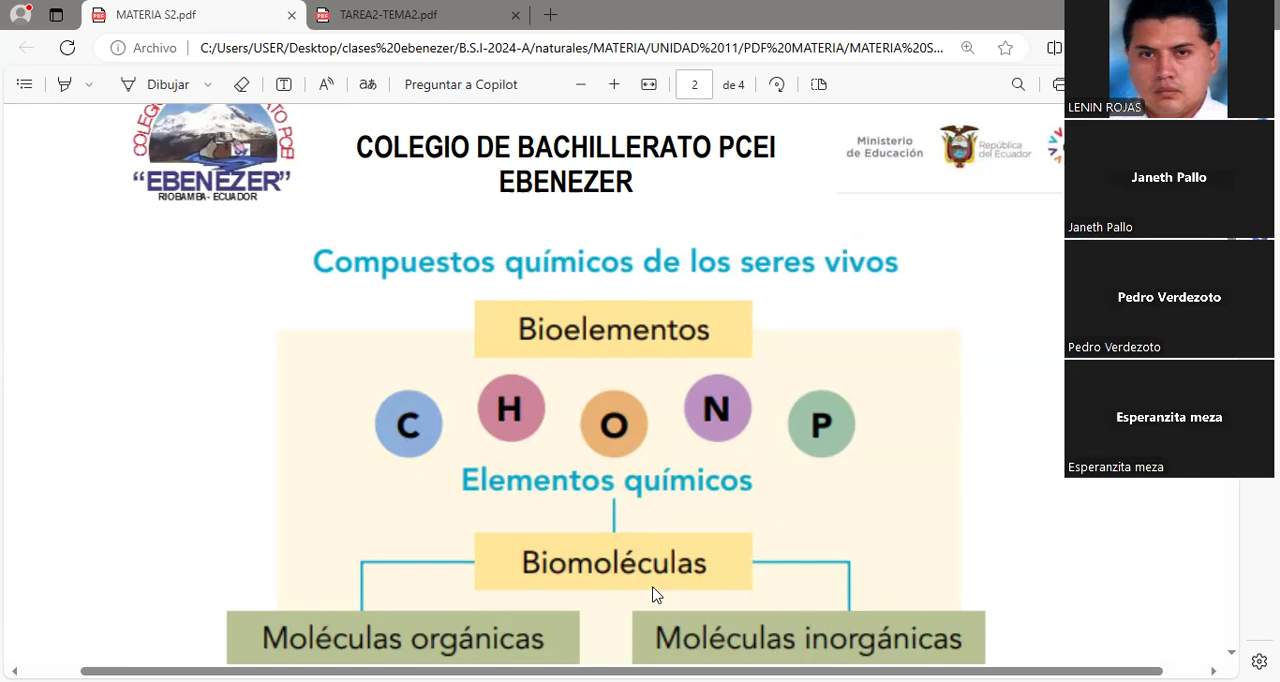 MATERIA S2.pdf
TAREA2-TEMA2.pdf
Archivo
C:/Users/USER/Desktop/clases%20ebenezer/B.S.I-2024-A/naturales/MATERIA/UNIDAD%2011/PDF%20MATERIA/MATERIA%20S...
Dibujar
Preguntar a Copilot
2
de 4
LENIN ROJAS
COLEGIO DE BACHILLERATO PCEI
EBENEZER
PCEI
"EBENEZER"
RIOBAMBA - ECUADOR
Ministerio
de Educación
República
del Ecuador
Janeth Pallo
Janeth Pallo
Compuestos químicos de los seres vivos
Bioelementos
Pedro Verdezoto
Pedro Verdezoto
C H O N P
Esperanzita meza
Esperanzita meza
Elementos químicos
Biomoléculas
Moléculas orgánicas
Moléculas inorgánicas